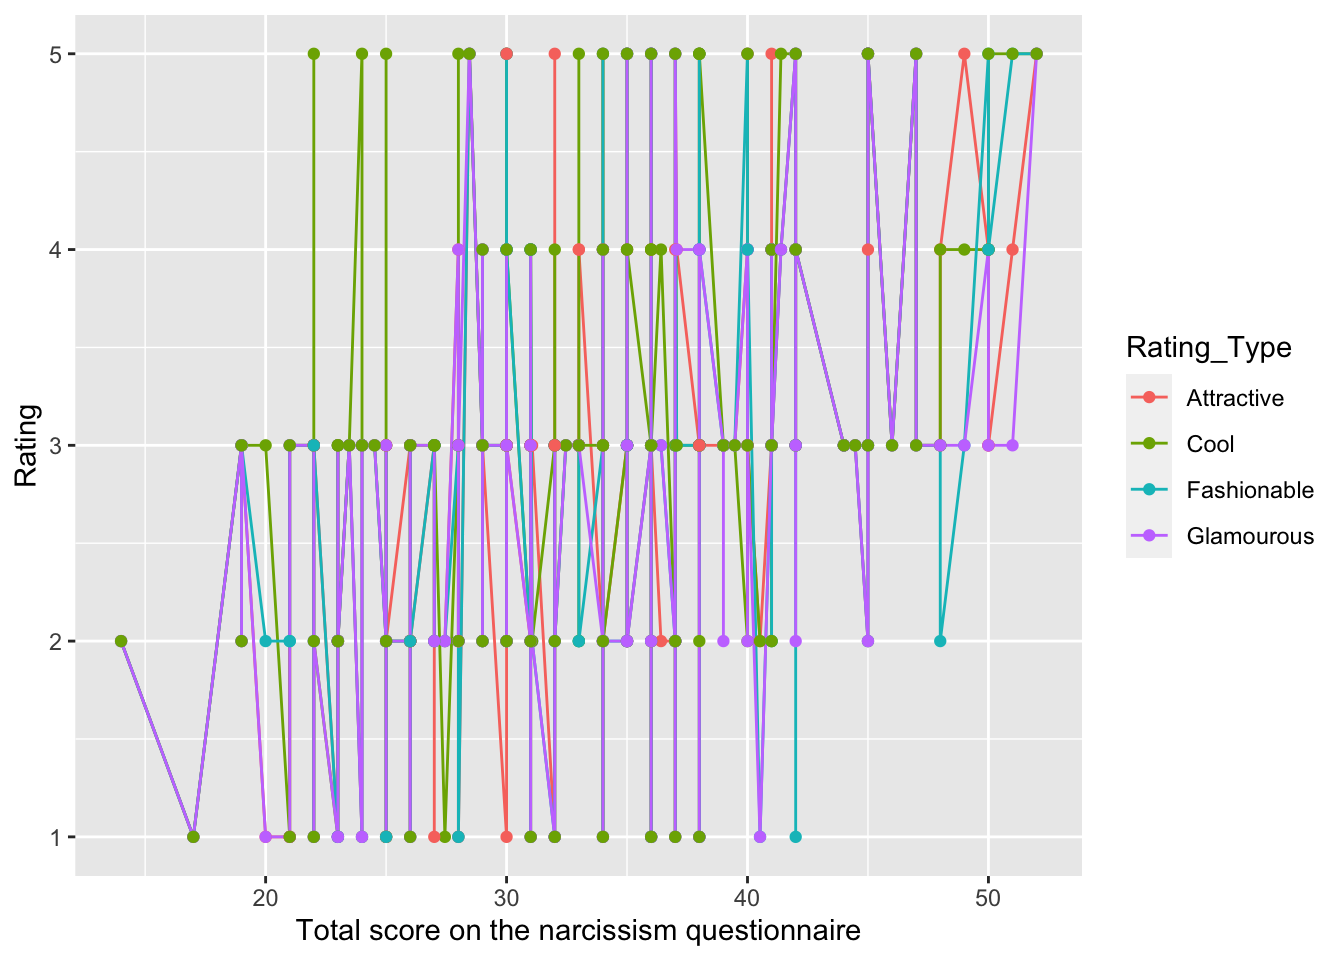 5
4
3
2
1
Rating
20 30 40 50
Total score on the narcissism questionnaire
Rating_Type
Attractive
Cool
Fashionable
Glamourous